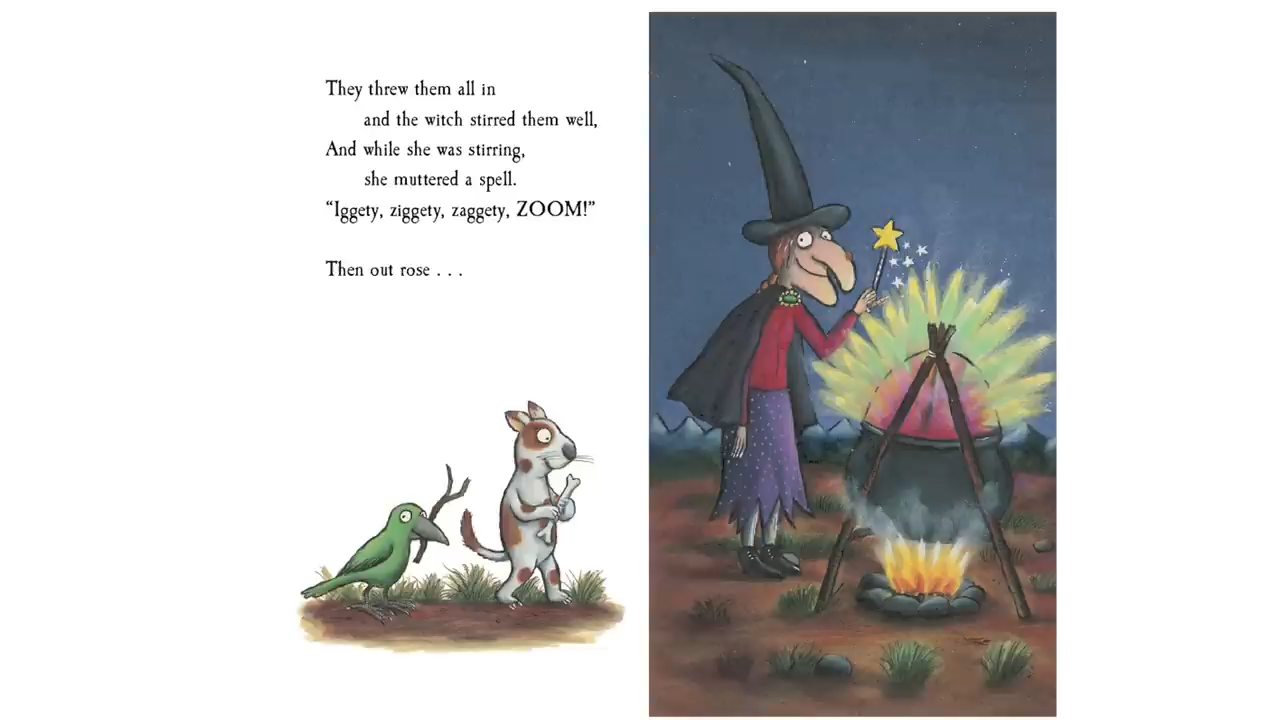 They threw them all in
and the witch stirred them well,
And while she was stirring,
she muttered a spell.
“Iggety, ziggety, zaggety, ZOOM!”
Then out rose . . .